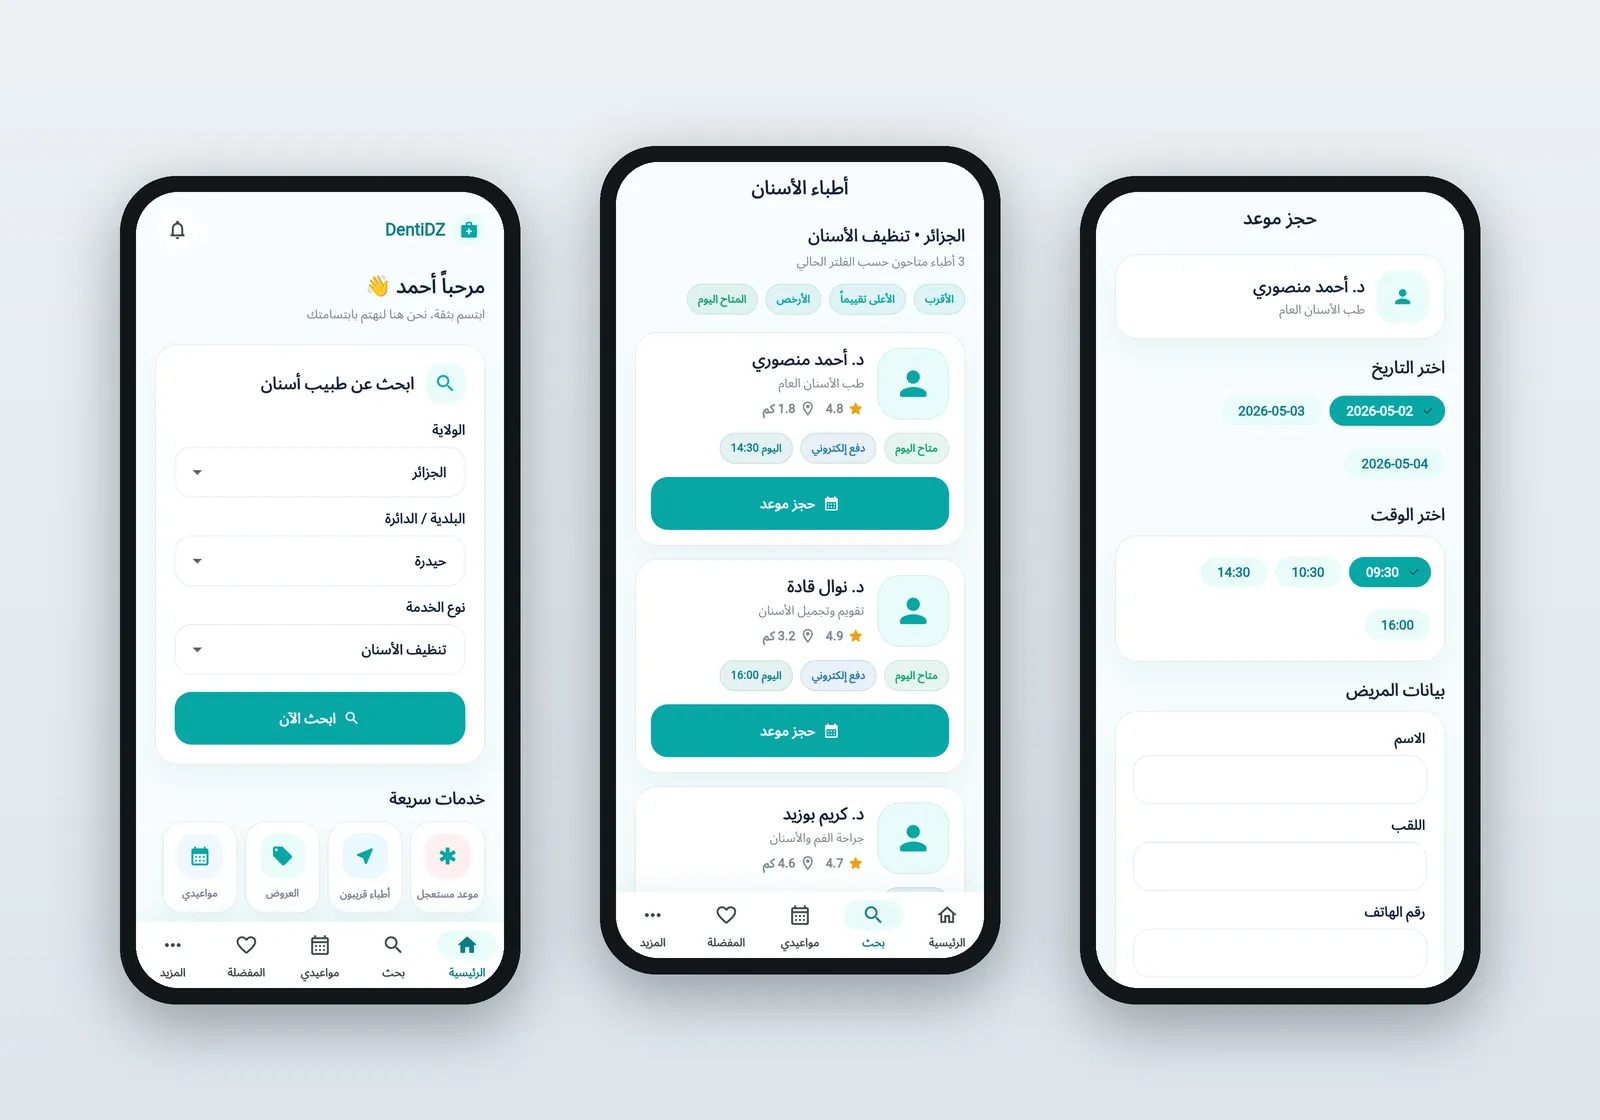 DentiDZ
مرحباً أحمد 👋
ابتسم بثقة، نحن هنا لنهتم بابتسامتك
ابحث عن طبيب أسنان
الولاية
الجزائر
البلدية / الدائرة
حيدرة
نوع الخدمة
تنظيف الأسنان
ابحث الآن
خدمات سريعة
موعد مستعجل
أطباء قريبون
العروض
مواعيدي
الرئيسية
بحث
مواعيدي
المفضلة
المزيد
أطباء الأسنان
الجزائر • تنظيف الأسنان
3 أطباء متاحون حسب الفلتر الحالي
الأقرب
الأعلى تقييماً
الأرخص
المتاح اليوم
د. أحمد منصوري
طب الأسنان العام
4.8 1.8 كم
متاح اليوم
دفع إلكتروني
اليوم 14:30
حجز موعد
د. نوال قادة
تقويم وتجميل الأسنان
4.9 3.2 كم
متاح اليوم
دفع إلكتروني
اليوم 16:00
حجز موعد
د. كريم بوزيد
جراحة الفم والأسنان
4.7 4.6 كم
الرئيسية
بحث
مواعيدي
المفضلة
المزيد
حجز موعد
د. أحمد منصوري
طب الأسنان العام
اختر التاريخ
2026-05-02
2026-05-03
2026-05-04
اختر الوقت
09:30
10:30
14:30
16:00
بيانات المريض
الاسم
اللقب
رقم الهاتف